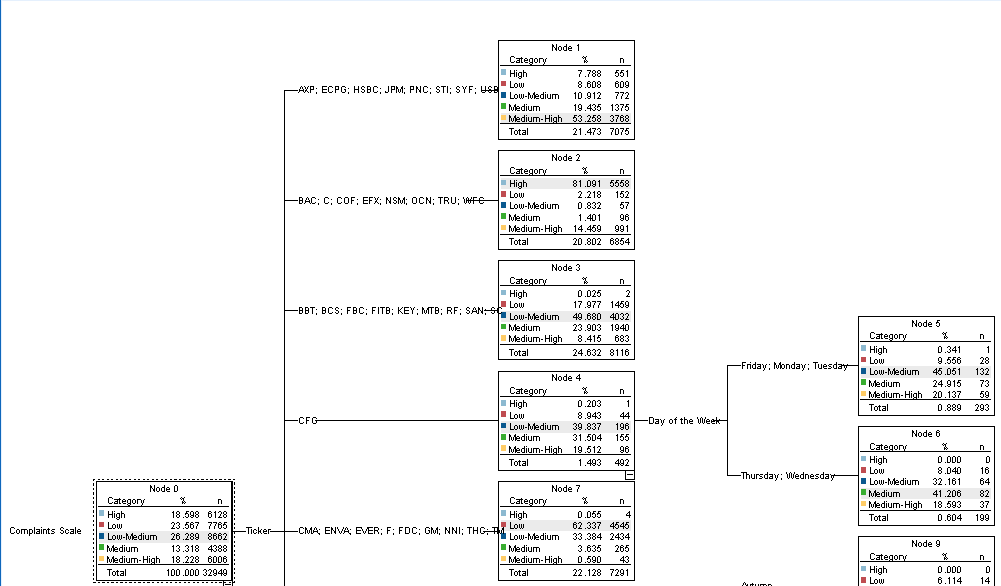 Node 1
Category % n
High 7.788 551
Low 8.608 609
Low-Medium 10.912 772
Medium 19.435 1375
Medium-High 53.258 3768
Total 21.473 7075
AXP; ECPG; HSBC; JPM; PNC; STI; SYF; USB
Node 2
Category % n
High 81.091 5558
Low 2.218 152
Low-Medium 0.832 57
Medium 1.401 96
Medium-High 14.459 991
Total 20.802 6854
BAC; C; COF; EFX; NSM; OCN; TRU; WFC
Node 3
Category % n
High 0.025 2
Low 17.977 1459
Low-Medium 49.680 4032
Medium 23.903 1940
Medium-High 8.415 683
Total 24.632 8116
BBT; BCS; FBC; FITB; KEY; MTB; RF; SAN;
Node 5
Category % n
High 0.341 1
Low 9.556 28
Low-Medium 45.051 132
Medium 24.915 73
Medium-High 20.137 59
Total 0.889 293
Friday; Monday; Tuesday
Node 4
Category % n
High 0.203 1
Low 8.943 44
Low-Medium 39.837 196
Medium 31.504 155
Medium-High 19.512 96
Total 1.493 492
CFG
Day of the Week
Node 6
Category % n
High 0.000 0
Low 8.040 16
Low-Medium 32.161 64
Medium 41.206 82
Medium-High 18.593 37
Total 0.604 199
Thursday; Wednesday
Complaints Scale
Node 0
Category % n
High 18.598 6128
Low 23.567 7765
Low-Medium 26.289 8662
Medium 13.318 4388
Medium-High 18.228 6006
Total 100.000 32949
Ticker
CMA; ENVA; EVER; F; FDC; GM; NNI; THC;
Node 7
Category % n
High 0.055 4
Low 62.337 4545
Low-Medium 33.384 2434
Medium 3.635 265
Medium-High 0.590 43
Total 22.128 7291
Node 9
Category % n
High 0.000 0
Low 6.114 14
Autumn